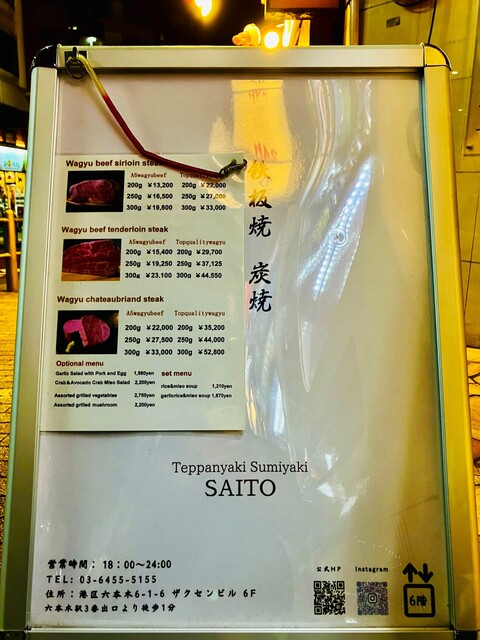 Wagyu beef sirloin steak
A5wagyubeef Topqualitywagyu
200g ¥13,200 200g ¥22,000
250g ¥16,500 250g ¥27,000
300g ¥19,800 300g ¥33,000
Wagyu beef tenderloin steak
A5wagyubeef Topqualitywagyu
200g ¥15,400 200g ¥29,700
250g ¥19,250 250g ¥37,125
300g ¥23,100 300g ¥44,550
Wagyu chateaubriand steak
A5wagyubeef Topqualitywagyu
200g ¥22,000 200g ¥35,200
250g ¥27,500 250g ¥44,000
300g ¥33,000 300g ¥52,800
Optional menu
Garlic Salad with Pork and Egg 1,980yen
Crab&Avocado Crab Miso Salad 2,200yen
Assorted grilled vegetables 2,750yen
Assorted grilled mushroom 2,200yen
set menu
rice&miso soup 1,210yen
garlicrice&miso soup 1,870yen
鉄板焼 炭焼
Teppanyaki Sumiyaki
SAITO
営業時間: 18:00〜24:00
TEL: 03-6455-5155
住所:港区六本木6-1-6 ザクセンビル 6F
六本木駅3番出口より徒歩1分
公式HP
Instagram
6階